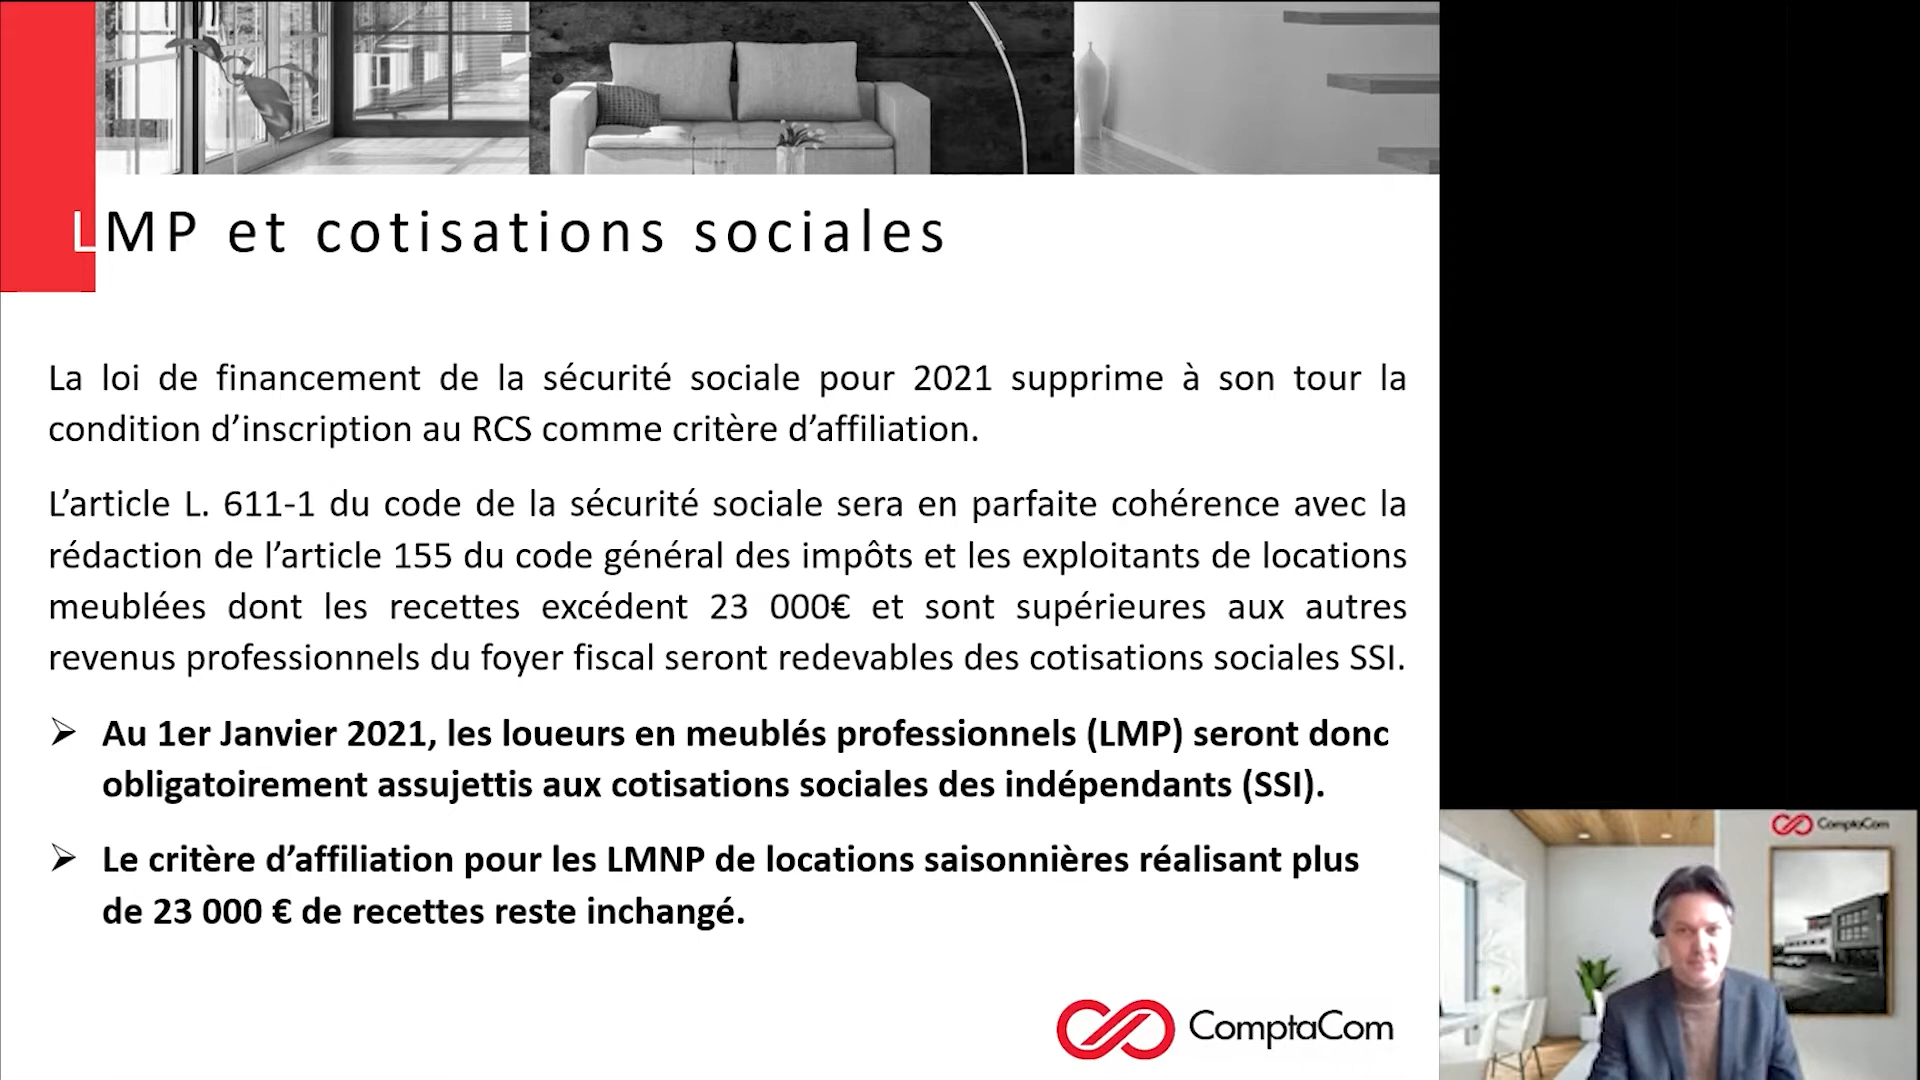 LMP et cotisations sociales
La loi de financement de la sécurité sociale pour 2021 supprime à son tour la
condition d’inscription au RCS comme critère d’affiliation.
L’article L. 611-1 du code de la sécurité sociale sera en parfaite cohérence avec la
rédaction de l’article 155 du code général des impôts et les exploitants de locations
meublées dont les recettes excédent 23 000€ et sont supérieures aux autres
revenus professionnels du foyer fiscal seront redevables des cotisations sociales SSI.
➢ Au 1er Janvier 2021, les loueurs en meublés professionnels (LMP) seront donc
obligatoirement assujettis aux cotisations sociales des indépendants (SSI).
➢ Le critère d’affiliation pour les LMNP de locations saisonnières réalisant plus
de 23 000 € de recettes reste inchangé.
ComptaCom
ComptaCom